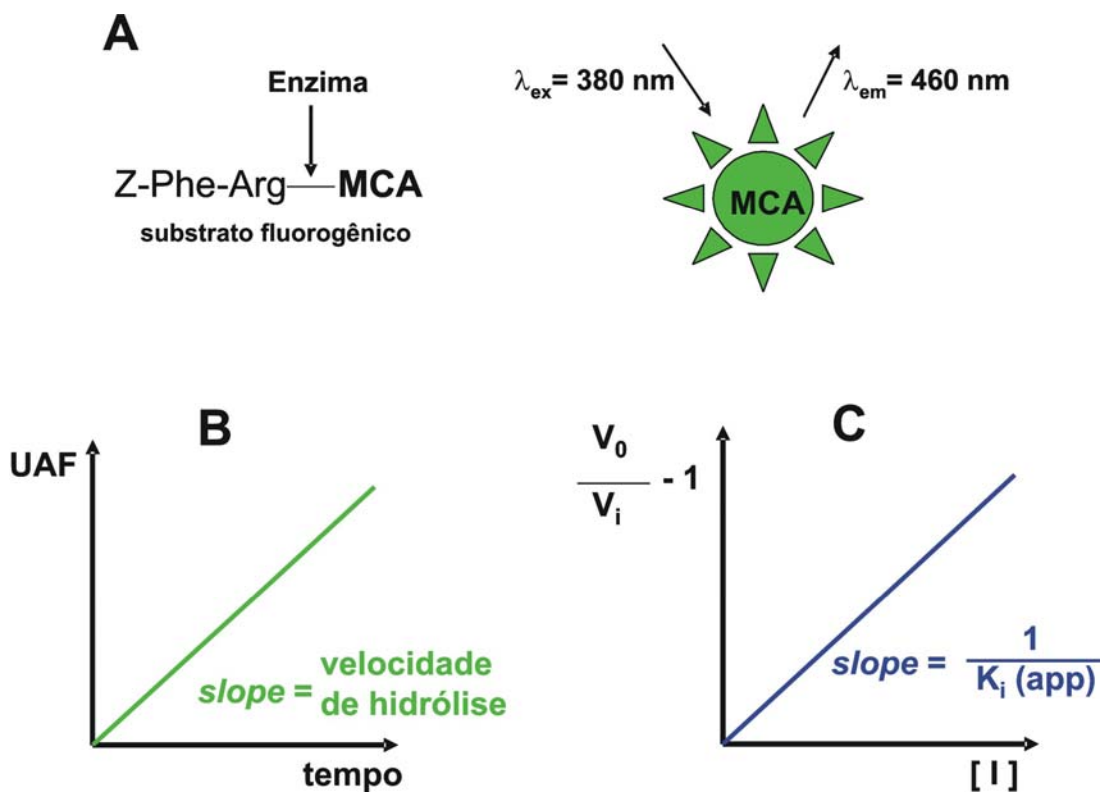 A
Enzima
Z-Phe-Arg—MCA
substrato fluorogênico
λex= 380 nm
λem= 460 nm
MCA
B
UAF
slope = velocidade
de hidrólise
tempo
C
V0
Vi
- 1
slope = 1
Ki (app)
[ I ]